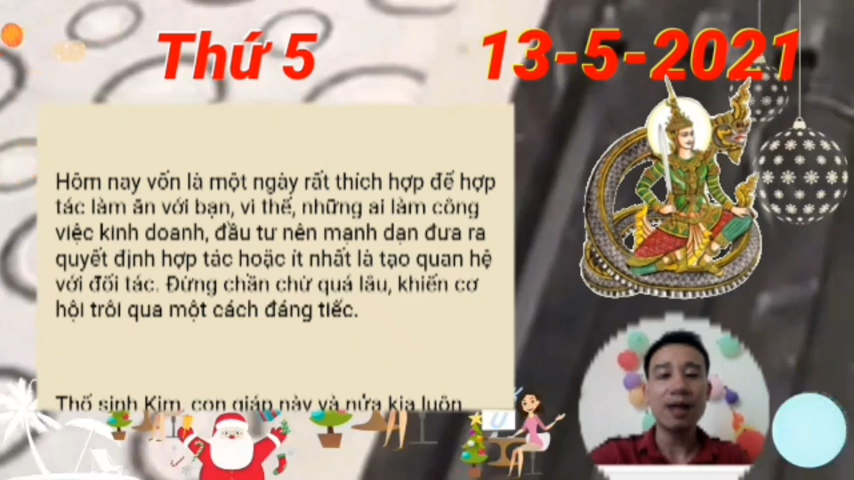 Thứ 5
13-5-2021
Hôm nay vốn là một ngày rất thích hợp để hợp
tác làm ăn với bạn, vì thế, những ai làm công
việc kinh doanh, đầu tư nên mạnh dạn đưa ra
quyết định hợp tác hoặc ít nhất là tạo quan hệ
với đối tác. Đừng chần chừ quá lâu, khiến cơ
hội trôi qua một cách đáng tiếc.
Thổ sinh Kim, con giáp này và nửa kia luôn